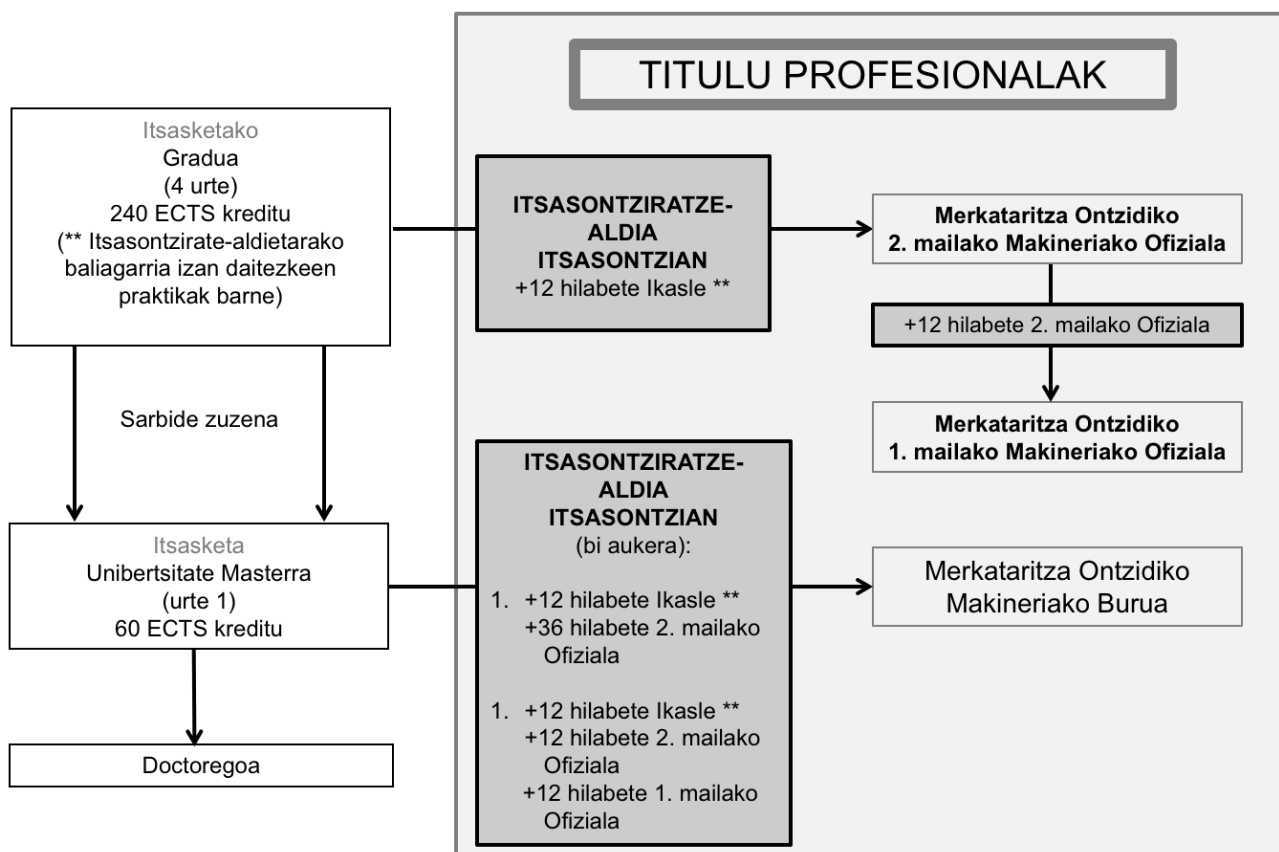 TITULU PROFESIONALAK
Itsasketako
Gradua
(4 urte)
240 ECTS kreditu
(** Itsasontzirate-aldietarako
baliagarria izan daitezkeen
praktikak barne)
ITSASONTZIRATZE-
ALDIA
ITSASONTZIAN
+12 hilabete Ikasle **
Merkataritza Ontzidiko
2. mailako Makineriako Ofiziala
+12 hilabete 2. mailako Ofiziala
Merkataritza Ontzidiko
1. mailako Makineriako Ofiziala
Sarbide zuzena
Itsasketa
Unibertsitate Masterra
(urte 1)
60 ECTS kreditu
ITSASONTZIRATZE-
ALDIA
ITSASONTZIAN
(bi aukera):
1. +12 hilabete Ikasle **
+36 hilabete 2. mailako
Ofiziala
1. +12 hilabete Ikasle **
+12 hilabete 2. mailako
Ofiziala
+12 hilabete 1. mailako
Ofiziala
Merkataritza Ontzidiko
Makineriako Burua
Doctoregoa